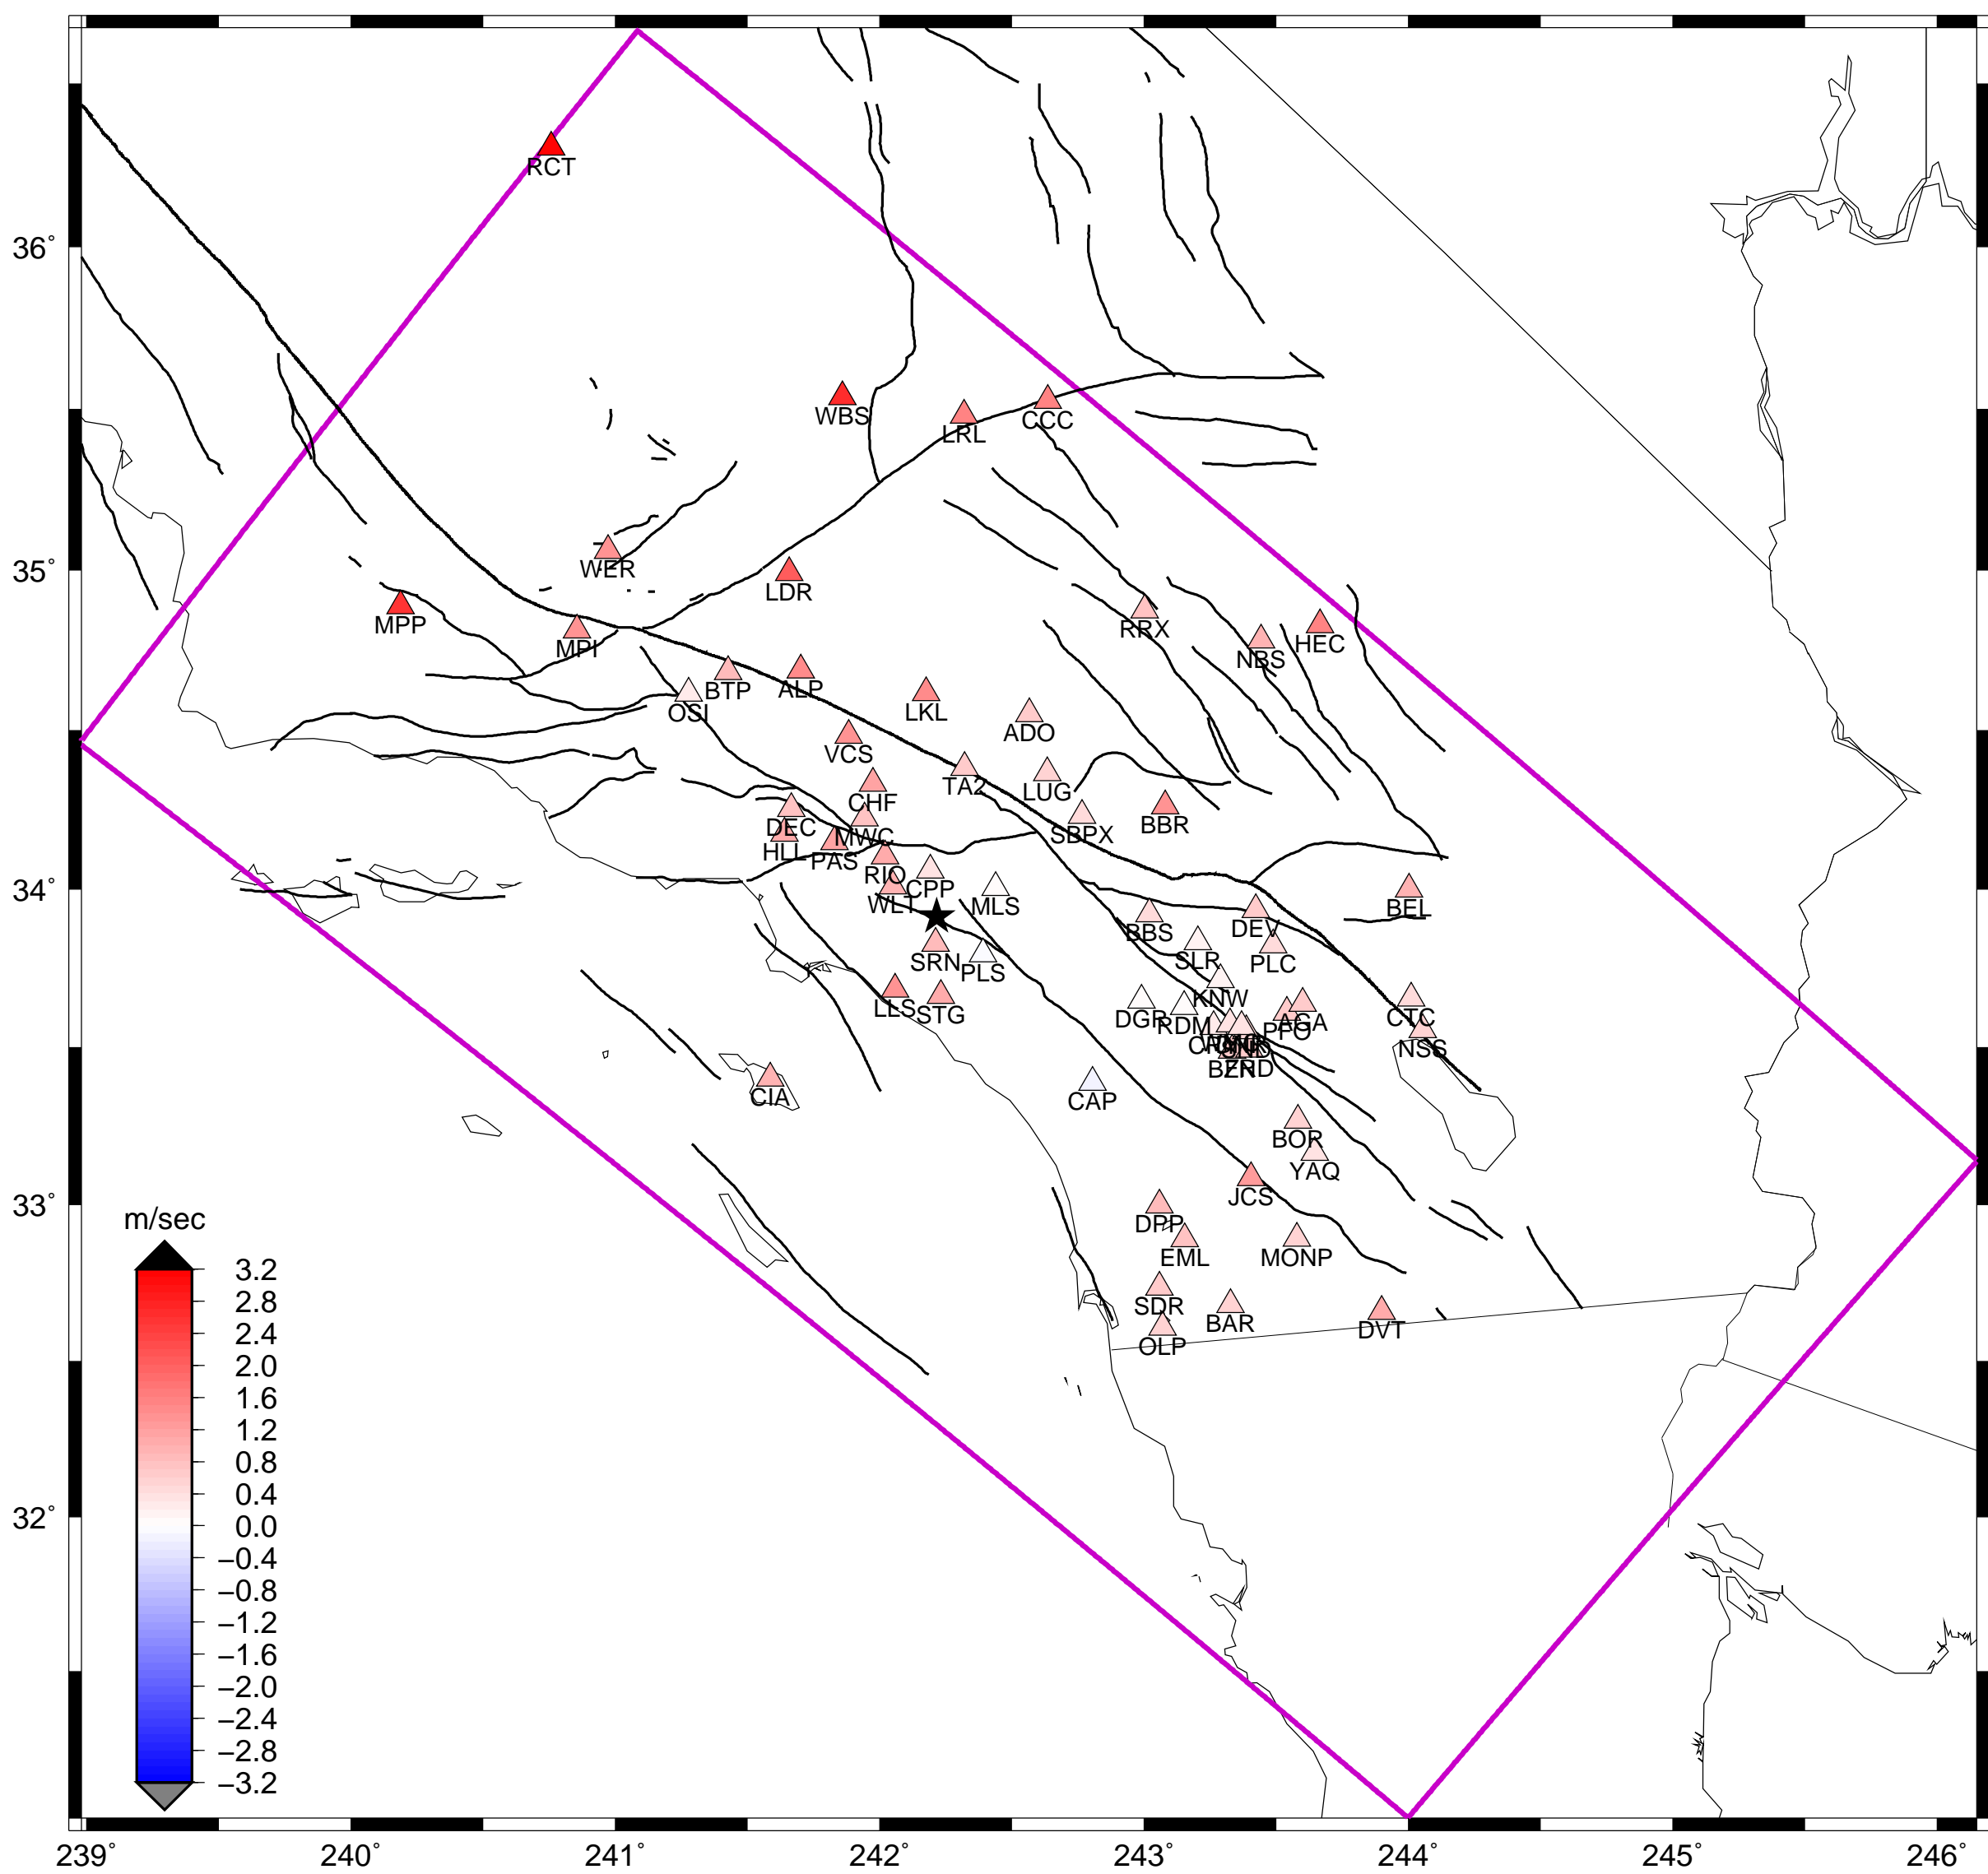 RCT
36°
WBS
LRL
CCC
35°
WER
LDR
MPP
MPI
RRX
NBS
HEC
OSI
BTP
ALP
LKL
ADO
VCS
TA2
LUG
CHF
SBPX
BBR
DEC
MWC
HLL
PAS
34°
RIO
CPP
WLT
MLS
BEL
BBS
DEV
SRN
PLS
SLR
PLC
KNW
LLS
STG
DGR
RDM
PFO
AGA
CTC
NSS
BZN
FRD
CIA
CAP
BOR
YAQ
33°
JCS
DPP
EML
MONP
SDR
BAR
OLP
DVT
m/sec
3.2
2.8
2.4
2.0
1.6
1.2
0.8
0.4
0.0
−0.4
−0.8
−1.2
−1.6
−2.0
−2.4
−2.8
−3.2
32°
239°
240°
241°
242°
243°
244°
245°
246°